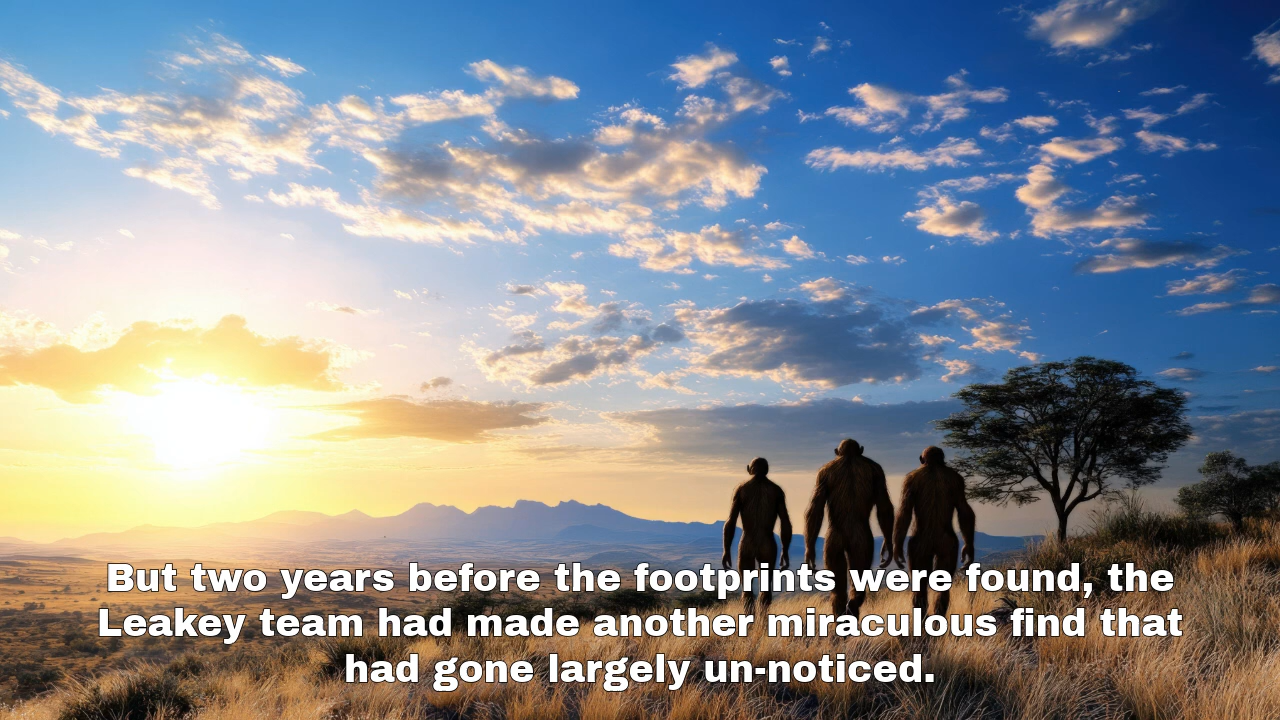 But two years before the footprints were found, the
Leakey team had made another miraculous find that
had gone largely un-noticed.